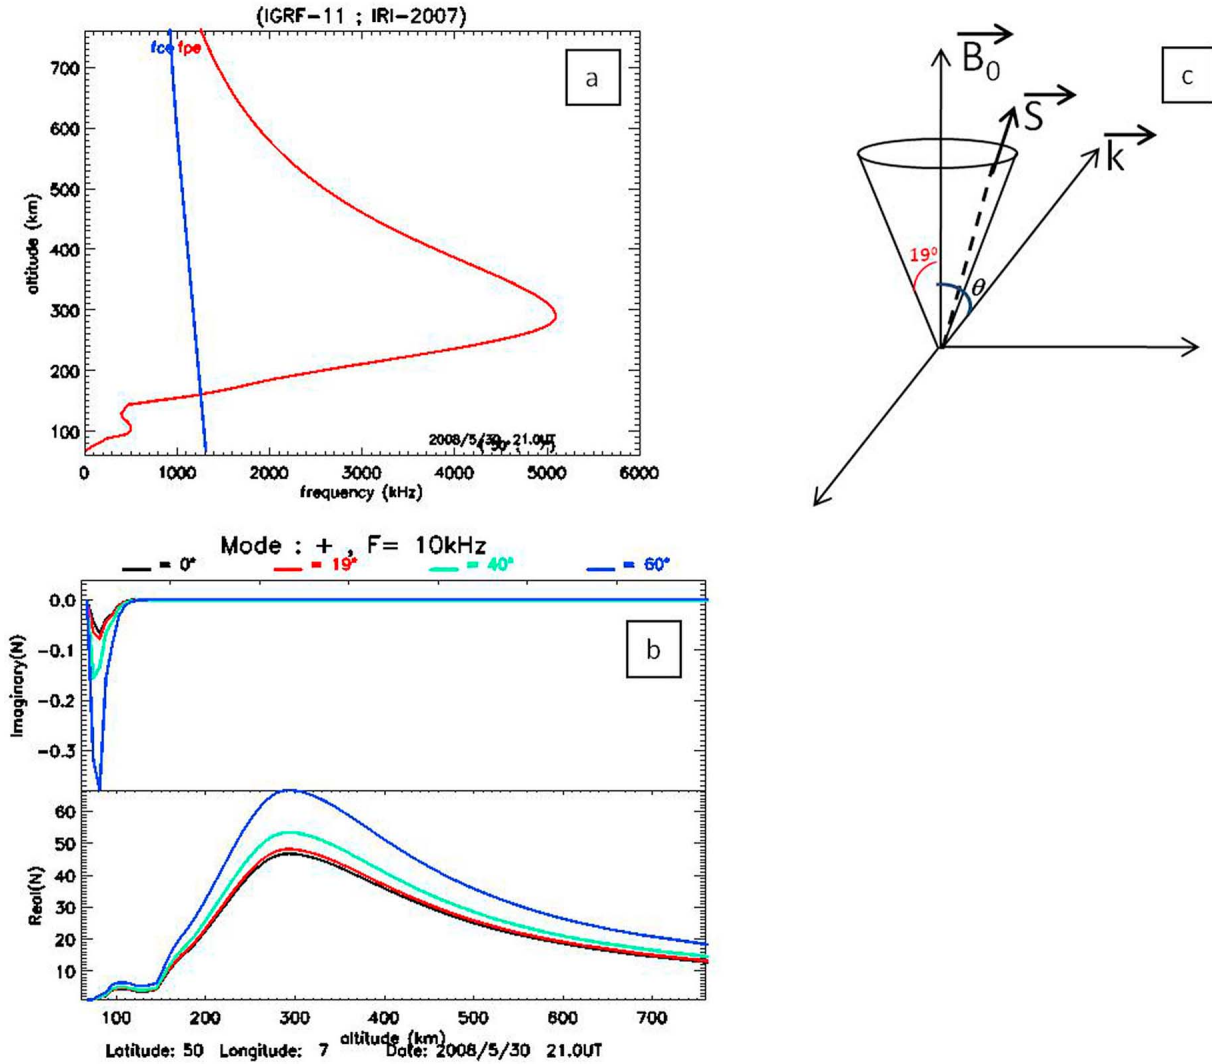 (IGRF-11 ; IRI-2007)
fce fpe
a
700
600
500
400
300
200
100
altitude (km)
2008/5/30 21.0UT
0 1000 2000 3000 4000 5000 6000
frequency (kHz)
B0
S
k
c
19°
θ
Mode : + , F= 10kHz
= 0° = 19° = 40° = 60°
0.0
-0.1
-0.2
-0.3
Imaginary(N)
b
60
50
40
30
20
10
Real(N)
100 200 300 400 500 600 700
altitude (km)
Latitude: 50 Longitude: 7 Date: 2008/5/30 21.0UT